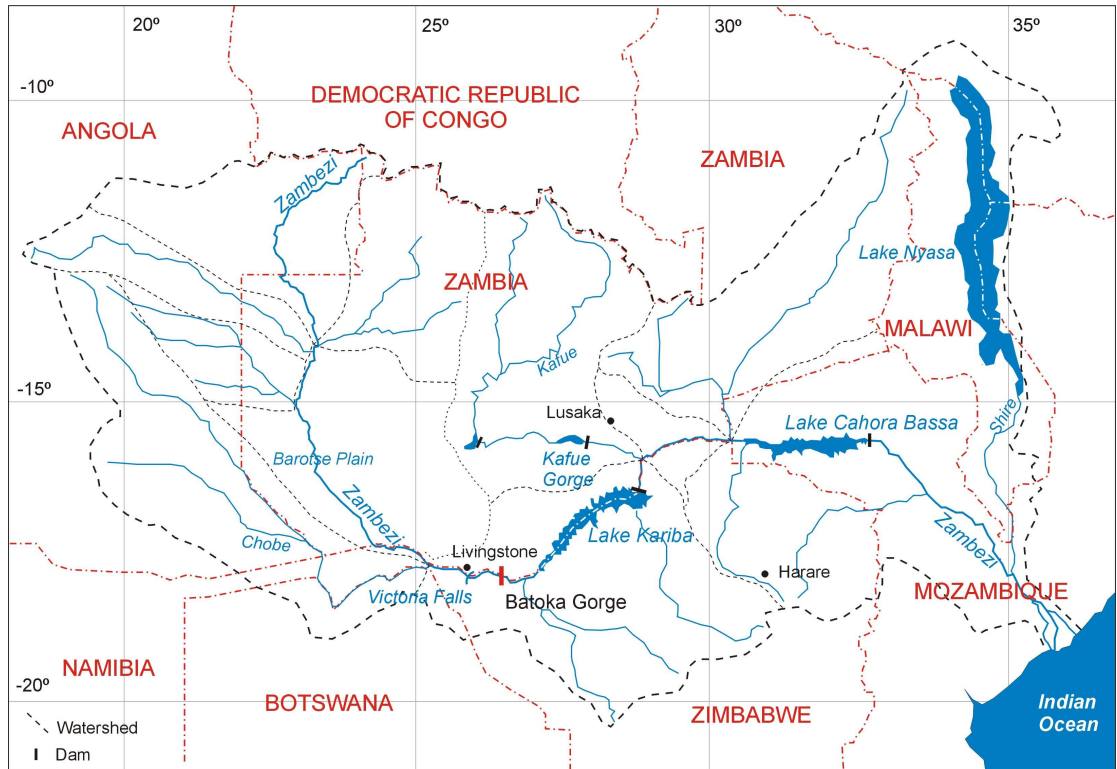 20º
25º
30º
35º
-10º
ANGOLA
DEMOCRATIC REPUBLIC
OF CONGO
ZAMBIA
Zambezi
Lake Nyasa
ZAMBIA
MALAWI
Kafue
-15º
Lusaka
Lake Cahora Bassa
Shire
Barotse Plain
Kafue
Gorge
Zambezi
Zambezi
Lake Kariba
Chobe
Livingstone
Harare
Victoria Falls
Batoka Gorge
MOZAMBIQUE
NAMIBIA
-20º
BOTSWANA
ZIMBABWE
Indian
Ocean
Watershed
Dam